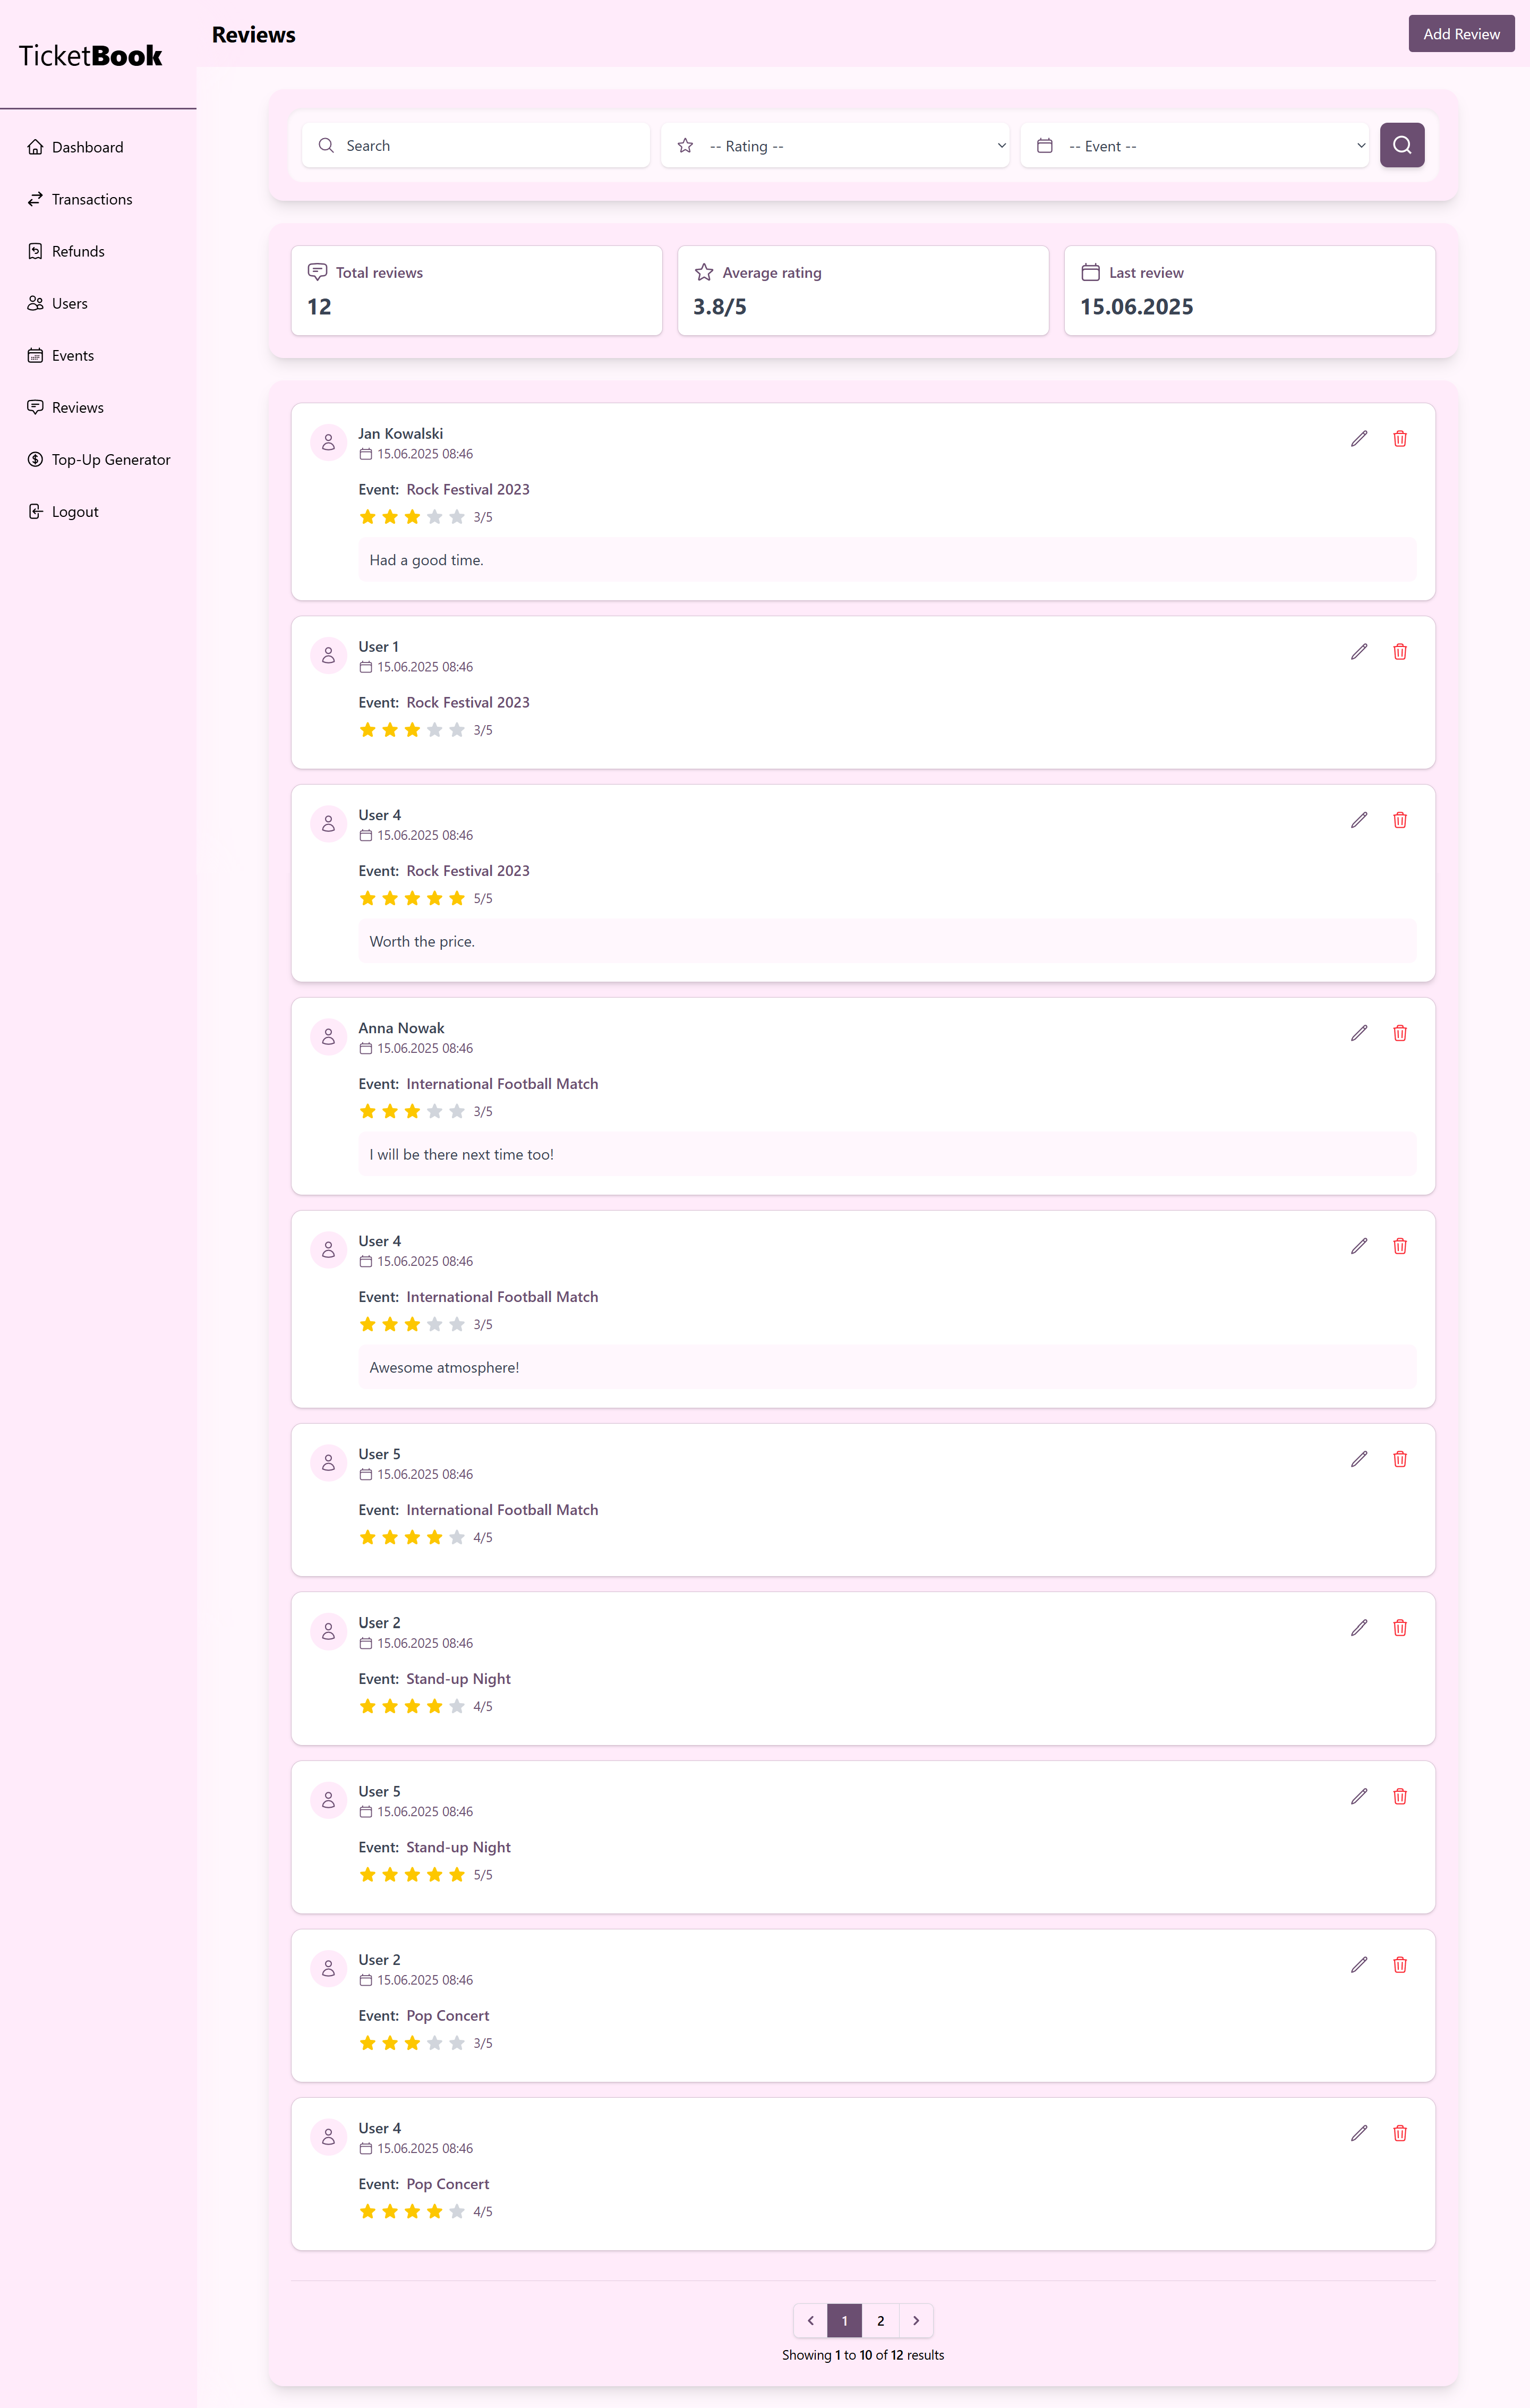 TicketBook
Dashboard
Transactions
Refunds
Users
Events
Reviews
Top-Up Generator
Logout
Reviews
Add Review
Search
-- Rating --
-- Event --
Total reviews
12
Average rating
3.8/5
Last review
15.06.2025
Jan Kowalski
15.06.2025 08:46
Event: Rock Festival 2023
3/5
Had a good time.
User 1
15.06.2025 08:46
Event: Rock Festival 2023
3/5
User 4
15.06.2025 08:46
Event: Rock Festival 2023
5/5
Worth the price.
Anna Nowak
15.06.2025 08:46
Event: International Football Match
3/5
I will be there next time too!
User 4
15.06.2025 08:46
Event: International Football Match
3/5
Awesome atmosphere!
User 5
15.06.2025 08:46
Event: International Football Match
4/5
User 2
15.06.2025 08:46
Event: Stand-up Night
4/5
User 5
15.06.2025 08:46
Event: Stand-up Night
5/5
User 2
15.06.2025 08:46
Event: Pop Concert
3/5
User 4
15.06.2025 08:46
Event: Pop Concert
4/5
1 2
Showing 1 to 10 of 12 results